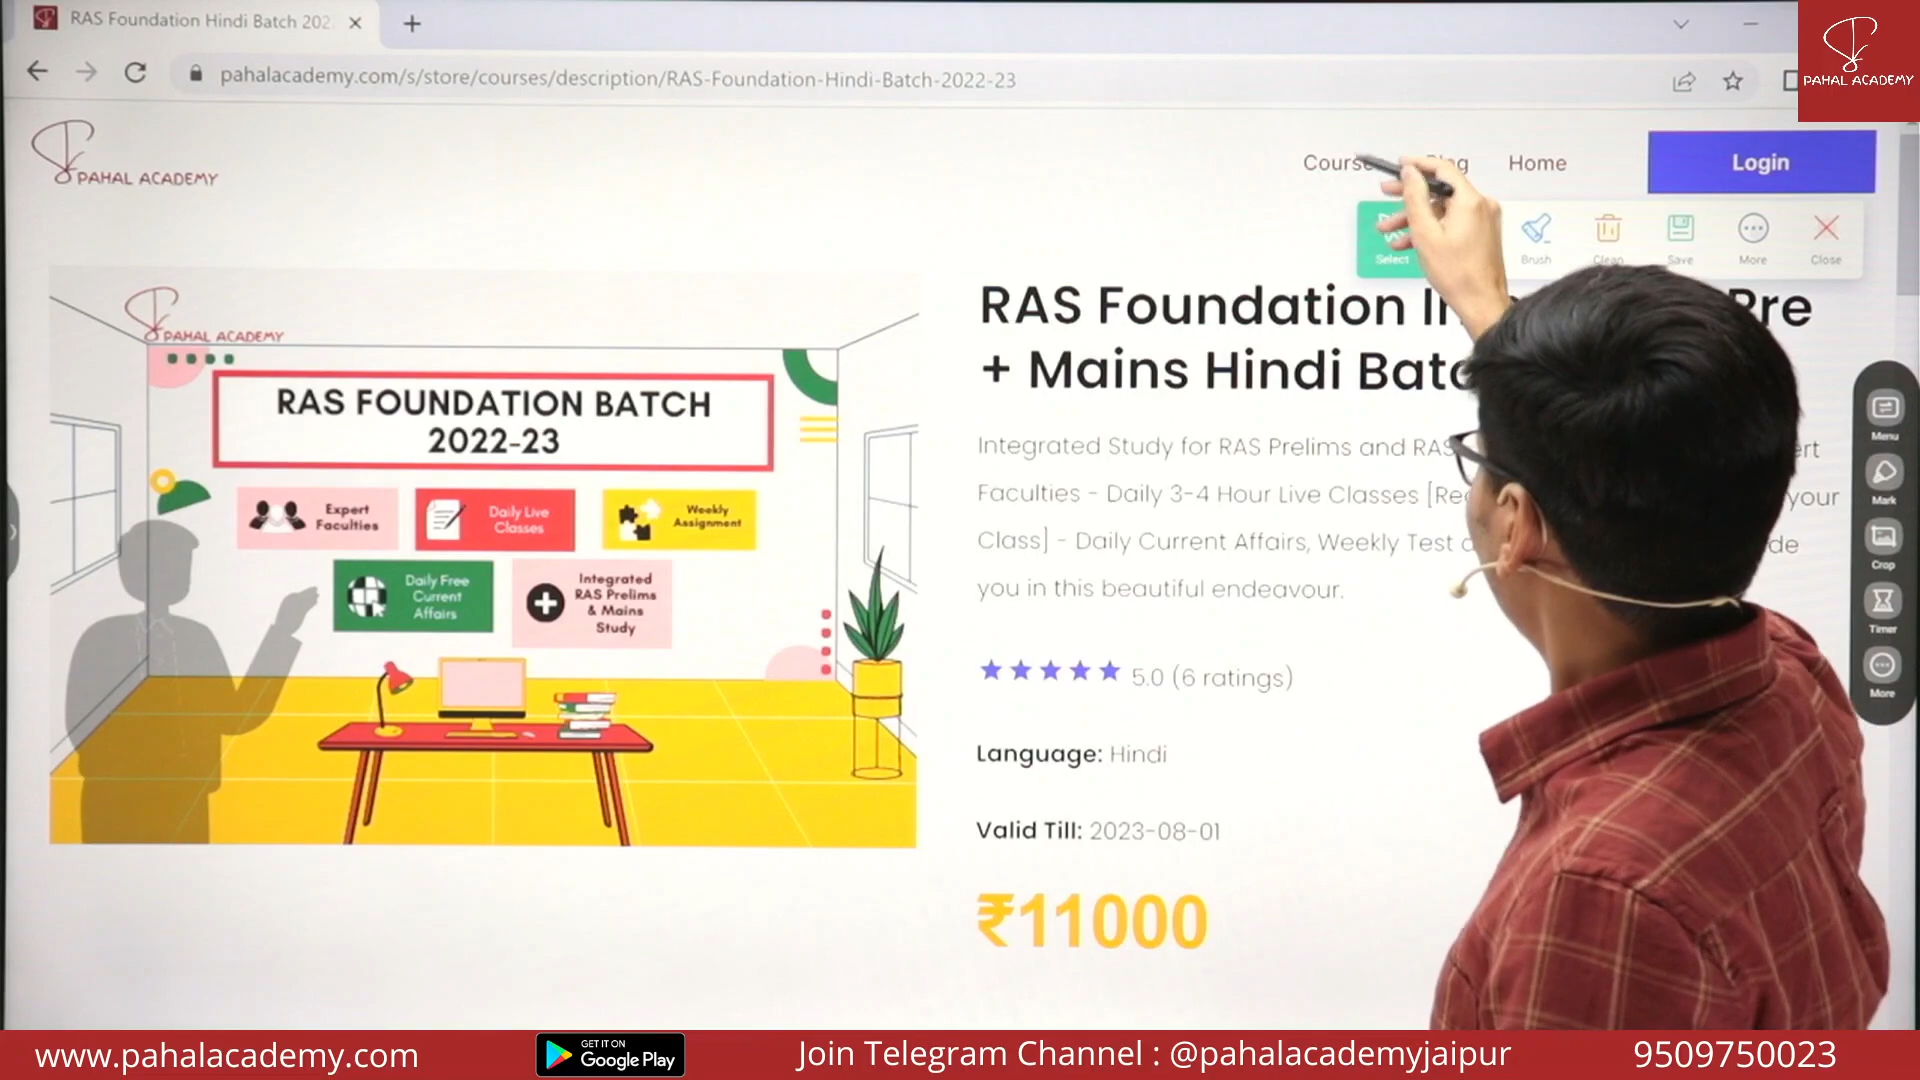 RAS Foundation Hindi Batch 202
pahalacademy.com/s/store/courses/description/RAS-Foundation-Hindi-Batch-2022-23
PAHAL ACADEMY
PAHAL ACADEMY
Home
Login
Select
Brush
Clean
Save
More
Close
PAHAL ACADEMY
RAS FOUNDATION BATCH
2022-23
Expert
Faculties
Daily Live
Classes
Weekly
Assignment
Daily Free
Current
Affairs
Integrated
RAS Prelims
& Mains
Study
RAS Foundation Pre
+ Mains Hindi
Integrated Study for RAS Prelims and RAS
Faculties - Daily 3-4 Hour Live Classes your
Class] - Daily Current Affairs, Weekly Test
you in this beautiful endeavour.
5.0 (6 ratings)
Language: Hindi
Valid Till: 2023-08-01
₹11000
Menu
Mark
Crop
Timer
More
www.pahalacademy.com
GET IT ON
Google Play
Join Telegram Channel : @pahalacademyjaipur
9509750023